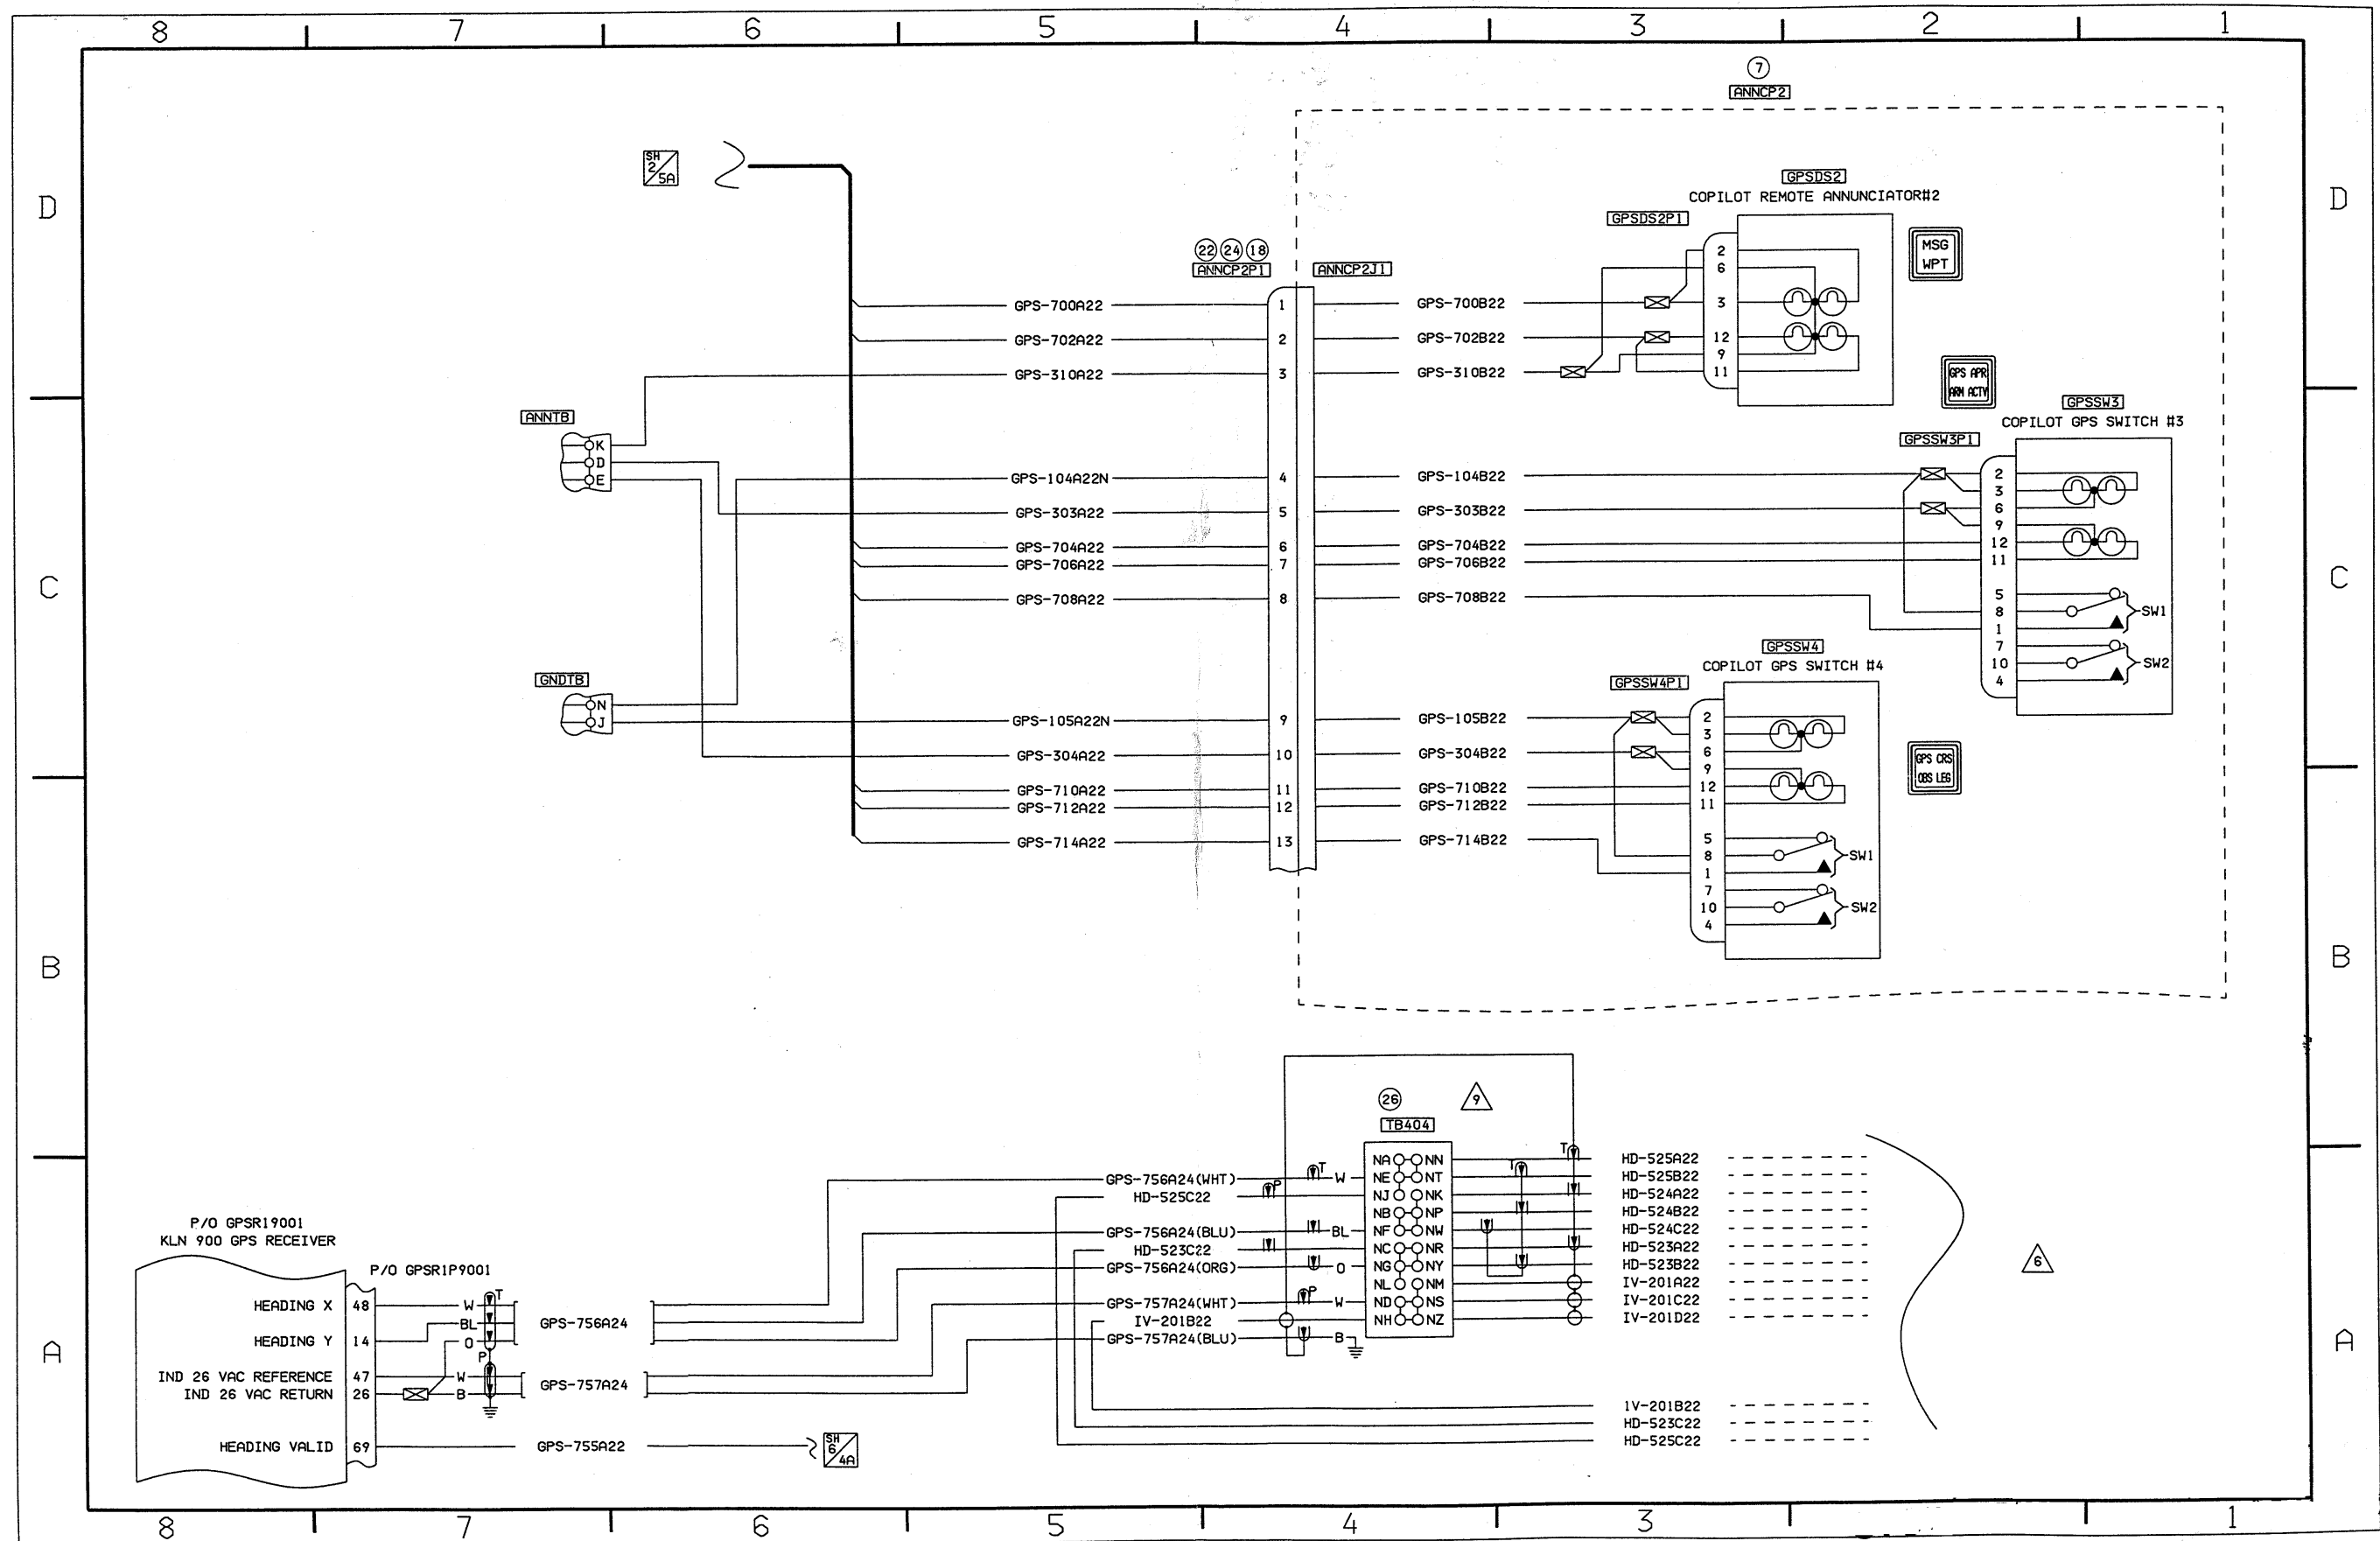 8 7 6 5 4 3 2 1
D D
C C
B B
A A
7
ANNCP2
SH 2/5A
GPSDS2
COPILOT REMOTE ANNUNCIATOR#2
GPSDS2P1
MSG
WPT
2
6
3
12
9
11
22 24 18
ANNCP2P1
ANNCP2J1
GPS-700A22 1 GPS-700B22
GPS-702A22 2 GPS-702B22
GPS-310A22 3 GPS-310B22
GPS APR
ARM ACTV
ANNTB
K
D
E
GPSSW3
COPILOT GPS SWITCH #3
GPSSW3P1
GPS-104A22N 4 GPS-104B22
GPS-303A22 5 GPS-303B22
GPS-704A22 6 GPS-704B22
GPS-706A22 7 GPS-706B22
GPS-708A22 8 GPS-708B22
2
3
6
9
12
11
5
8 SW1
1
7
10 SW2
4
GNDTB
N
J
GPSSW4
COPILOT GPS SWITCH #4
GPSSW4P1
GPS-105A22N 9 GPS-105B22
GPS-304A22 10 GPS-304B22
GPS-710A22 11 GPS-710B22
GPS-712A22 12 GPS-712B22
GPS-714A22 13 GPS-714B22
2
3
6
9
12
11
5
8 SW1
1
7
10 SW2
4
GPS CRS
OBS LEG
26
9
TB404
GPS-756A24(WHT) T W
HD-525C22 P
GPS-756A24(BLU) BL
HD-523C22
GPS-756A24(ORG) O
GPS-757A24(WHT) P W
IV-201B22
GPS-757A24(BLU) B
NA NN T HD-525A22
NE NT T HD-525B22
NJ NK HD-524A22
NB NP HD-524B22
NF NW HD-524C22
NC NR HD-523A22
NG NY HD-523B22
NL NM IV-201A22
ND NS IV-201C22
NH NZ IV-201D22
1V-201B22
HD-523C22
HD-525C22
6
P/O GPSR19001
KLN 900 GPS RECEIVER
P/O GPSR1P9001
HEADING X 48 W T
BL GPS-756A24
HEADING Y 14 O
P
IND 26 VAC REFERENCE 47 W GPS-757A24
IND 26 VAC RETURN 26 B
HEADING VALID 69 GPS-755A22 SH 6/4A
8 7 6 5 4 3 2 1